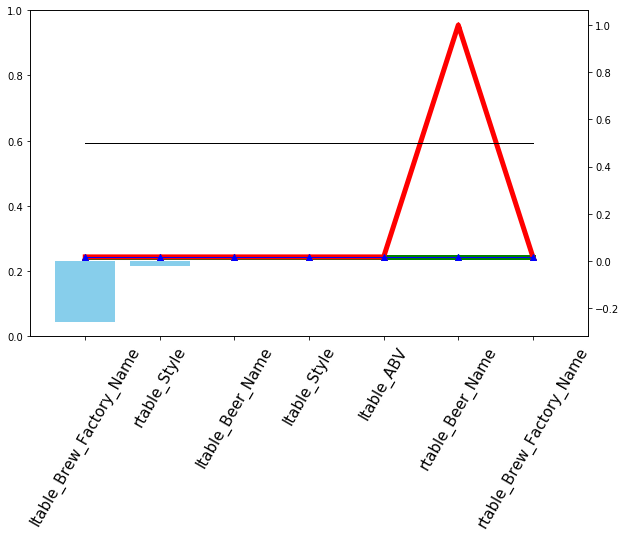 1.0
0.8
0.6
0.4
0.2
0.0
1.0
0.8
0.6
0.4
0.2
0.0
−0.2
ltable_Brew_Factory_Name
rtable_Style
ltable_Beer_Name
ltable_Style
ltable_ABV
rtable_Beer_Name
rtable_Brew_Factory_Name